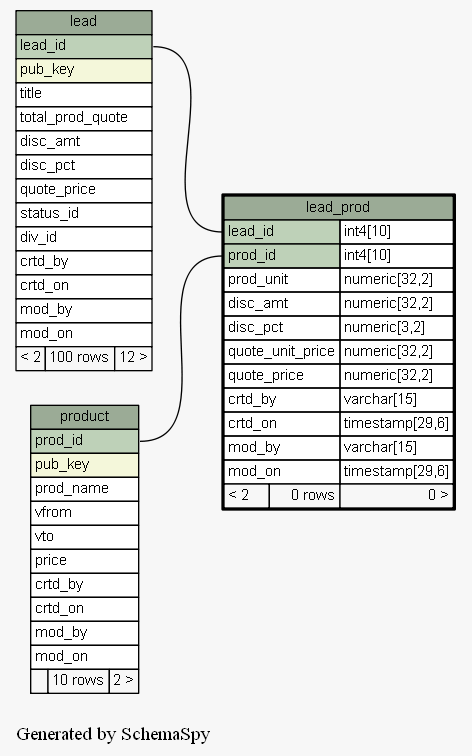 lead
lead_id
pub_key
title
total_prod_quote
disc_amt
disc_pct
quote_price
status_id
div_id
crtd_by
crtd_on
mod_by
mod_on
< 2 100 rows 12 >
lead_prod
lead_id int4[10]
prod_id int4[10]
prod_unit numeric[32,2]
disc_amt numeric[32,2]
disc_pct numeric[3,2]
quote_unit_price numeric[32,2]
quote_price numeric[32,2]
crtd_by varchar[15]
crtd_on timestamp[29,6]
mod_by varchar[15]
mod_on timestamp[29,6]
< 2 0 rows 0 >
product
prod_id
pub_key
prod_name
vfrom
vto
price
crtd_by
crtd_on
mod_by
mod_on
10 rows 2 >
Generated by SchemaSpy